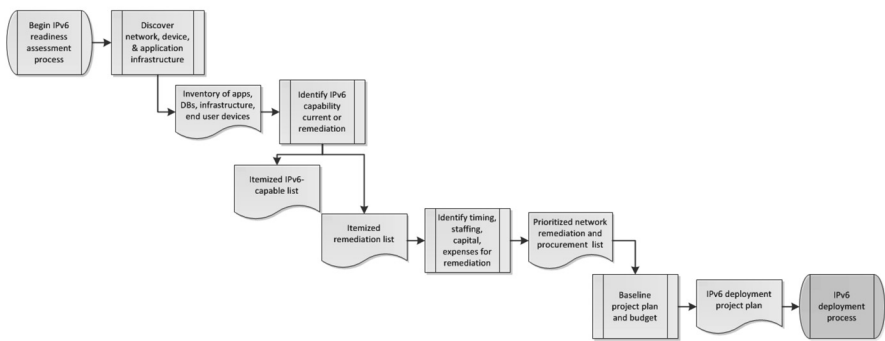 Begin IPv6
readiness
assessment
process
Discover
network, device,
& application
infrastructure
Inventory of apps,
DBs, infrastructure,
end user devices
Identify IPv6
capability
current or
remediation
Itemized IPv6-
capable list
Itemized
remediation list
Identify timing,
staffing,
capital,
expenses for
remediation
Prioritized network
remediation and
procurement list
Baseline
project plan
and budget
IPv6 deployment
project plan
IPv6
deployment
process